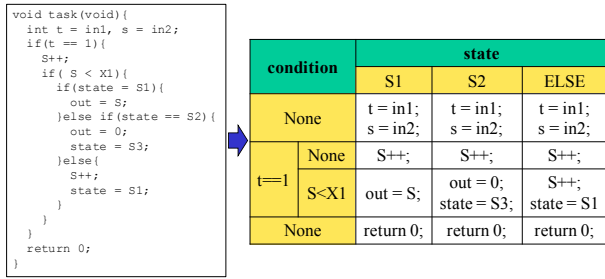 void task(void){
int t = in1, s = in2;
if(t == 1){
S++;
if( S < X1){
if(state = S1){
out = S;
}else if(state == S2){
out = 0;
state = S3;
}else{
S++;
state = S1;
}
}
}
return 0;
}
condition state
S1 S2 ELSE
None t = in1; s = in2; t = in1; s = in2; t = in1; s = in2;
t==1 None S++; S++; S++;
S<X1 out = S; out = 0; state = S3; S++; state = S1
None return 0; return 0; return 0;